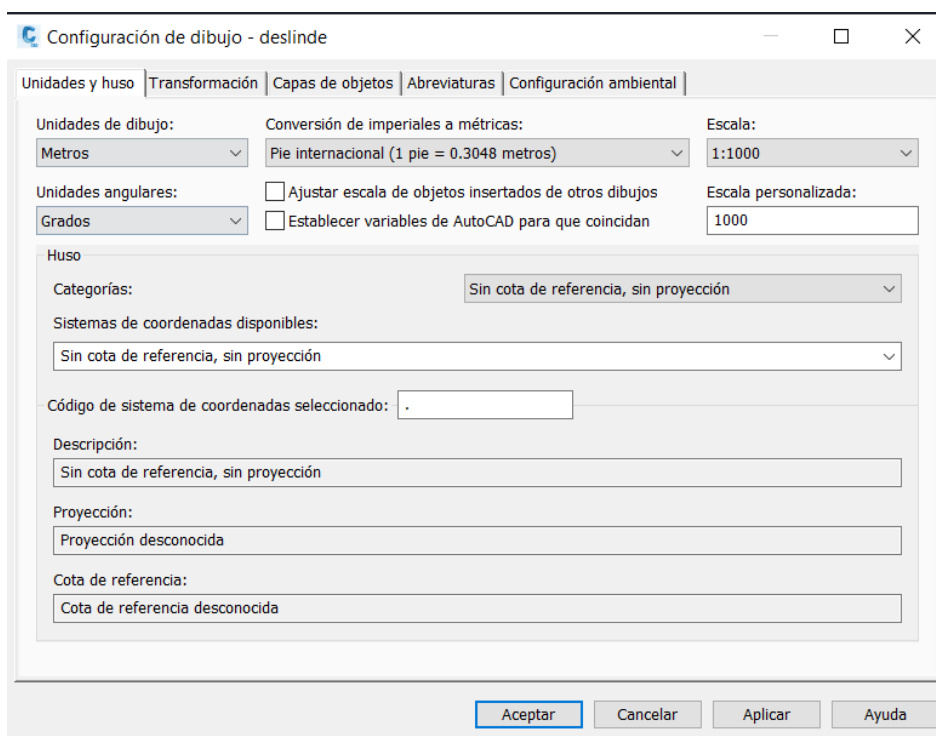 Configuración de dibujo - deslinde
Unidades y huso Transformación Capas de objetos Abreviaturas Configuración ambiental
Unidades de dibujo: Conversión de imperiales a métricas: Escala:
Metros Pie internacional (1 pie = 0.3048 metros) 1:1000
Unidades angulares: Ajustar escala de objetos insertados de otros dibujos Escala personalizada:
Grados Establecer variables de AutoCAD para que coincidan 1000
Huso
Categorías: Sin cota de referencia, sin proyección
Sistemas de coordenadas disponibles:
Sin cota de referencia, sin proyección
Código de sistema de coordenadas seleccionado: .
Descripción:
Sin cota de referencia, sin proyección
Proyección:
Proyección desconocida
Cota de referencia:
Cota de referencia desconocida
Aceptar Cancelar Aplicar Ayuda